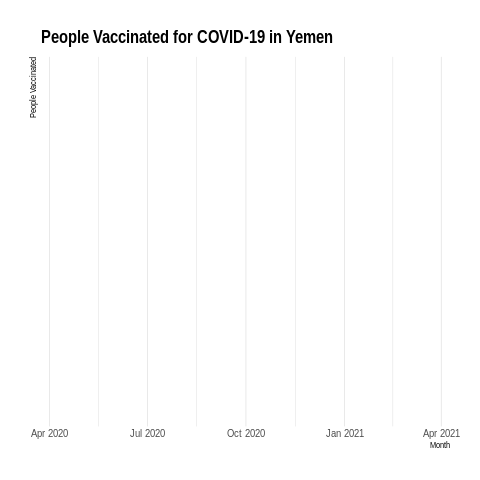 People Vaccinated for COVID-19 in Yemen
People Vaccinated
Apr 2020 Jul 2020 Oct 2020 Jan 2021 Apr 2021
Month